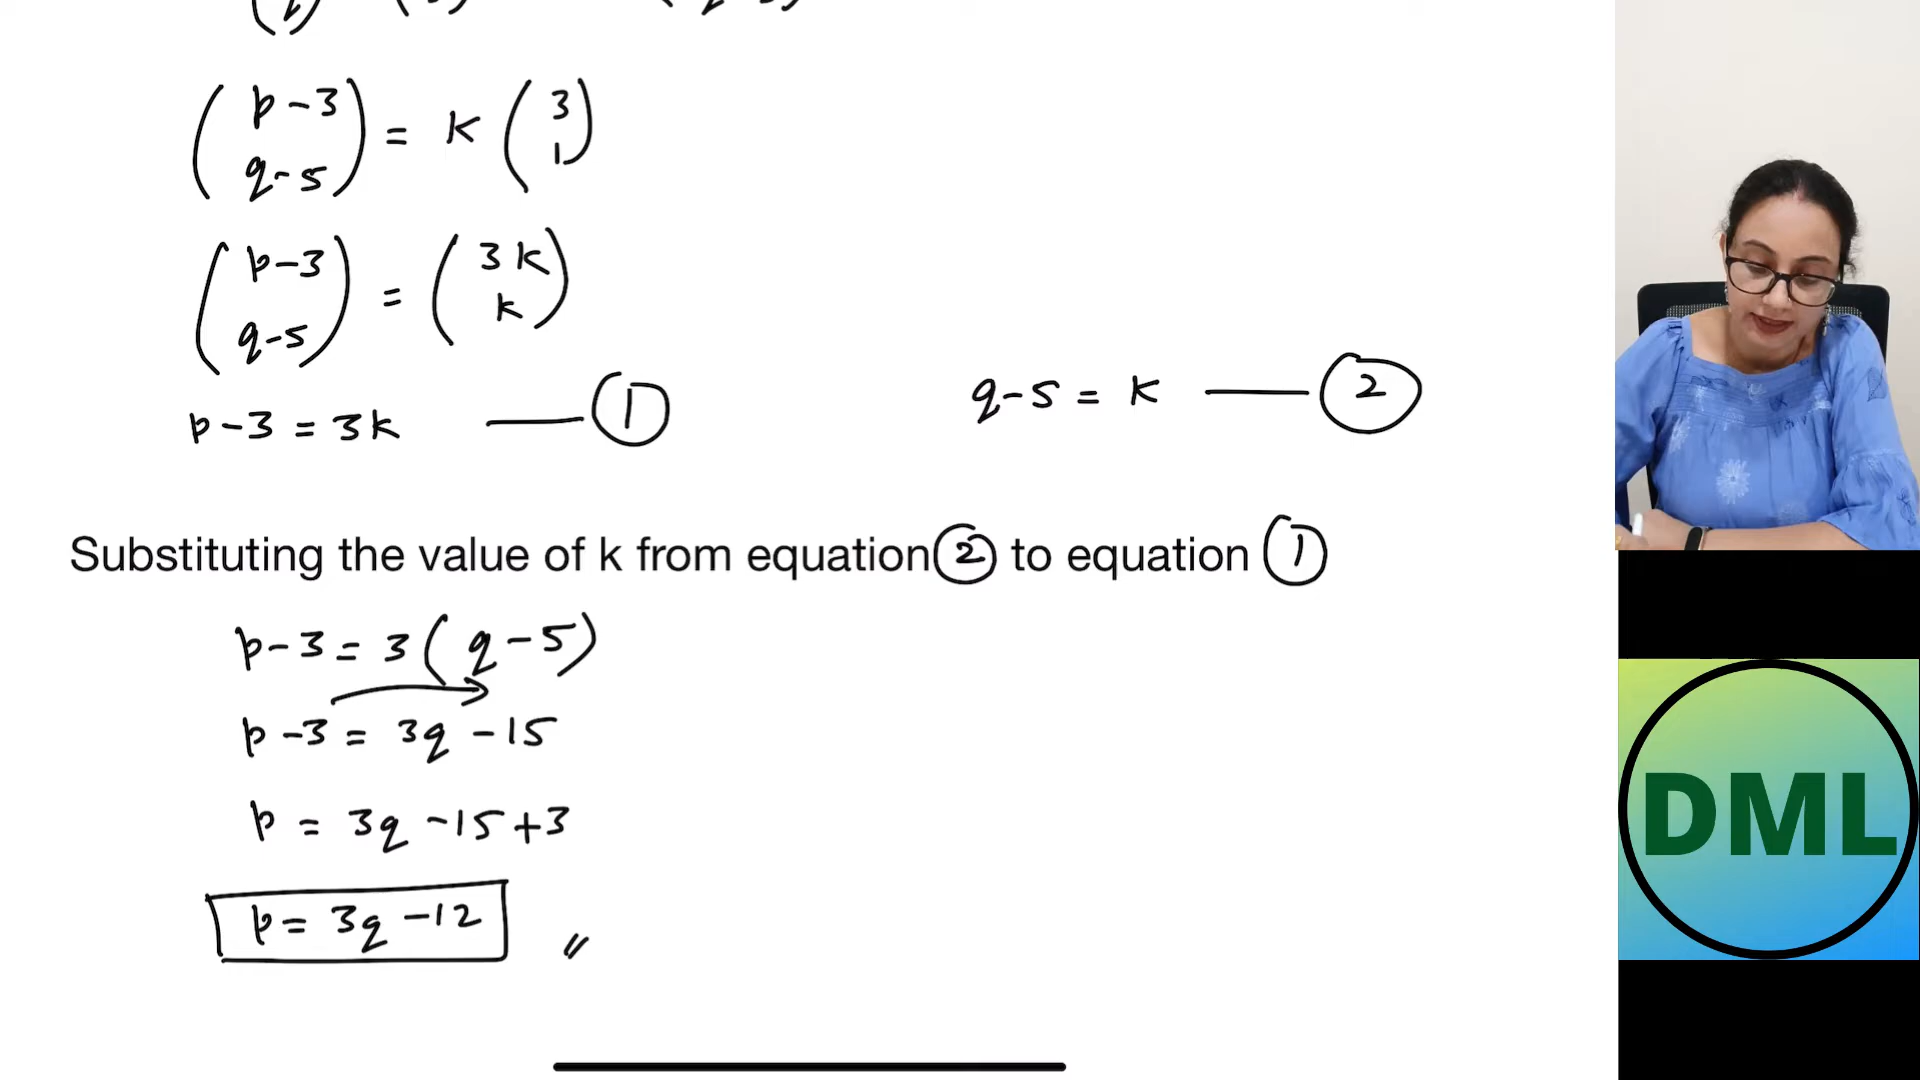 p-3
q-5
= K
3
1
p-3
q-5
=
3K
k
p-3 = 3K —— 1
q-5 = K —— 2
Substituting the value of k from equation 2 to equation 1
p-3 = 3(q-5)
p-3 = 3q -15
p = 3q -15+3
p = 3q -12 //
DML